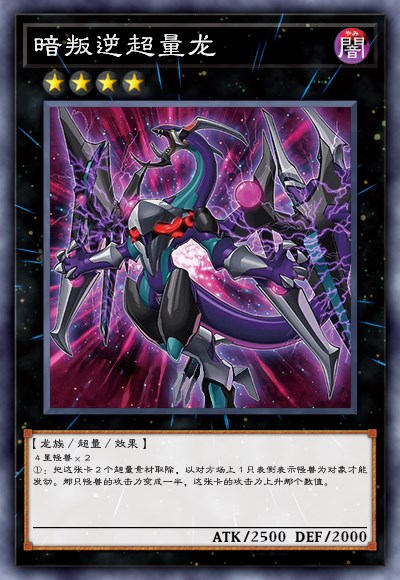 暗叛逆超量龙
やみ
闇
【龙族／超量／效果】
４星怪兽×２
①：把这张卡２个超量素材取除，以对方场上１只表侧表示怪兽为对象才能
发动。那只怪兽的攻击力变成一半，这张卡的攻击力上升那个数值。
ATK/2500 DEF/2000